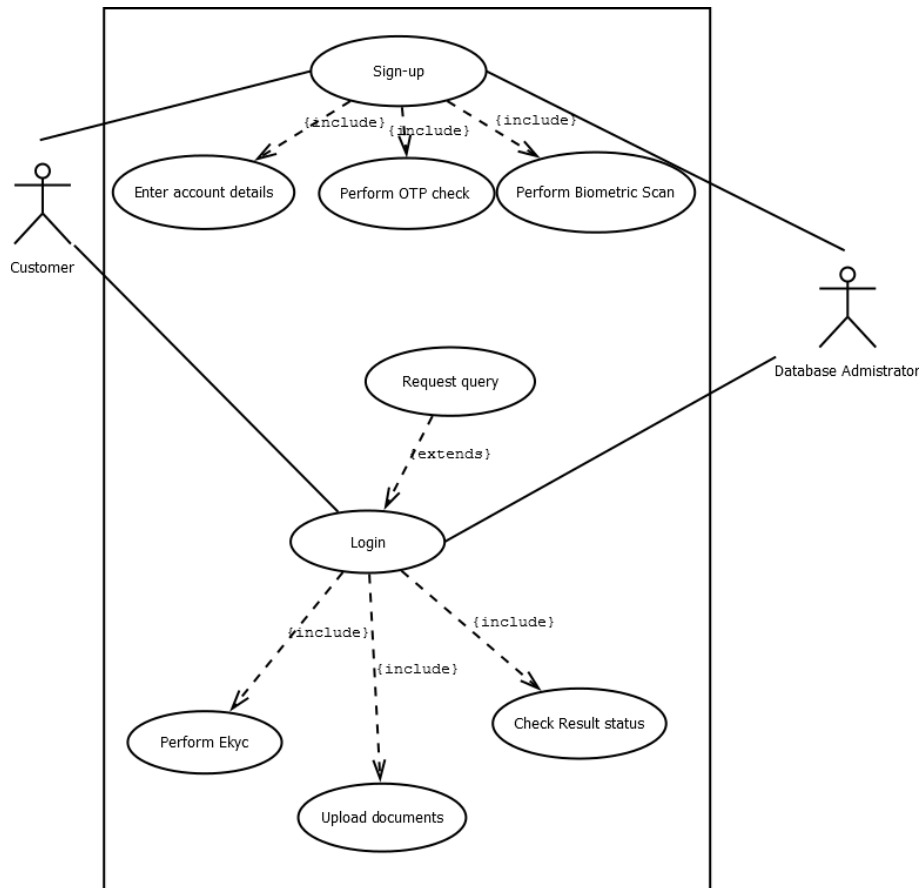 Sign-up
{include}
{include}
{include}
Enter account details
Perform OTP check
Perform Biometric Scan
Customer
Database Admistrator
Request query
{extends}
Login
{include}
{include}
{include}
Perform Ekyc
Check Result status
Upload documents